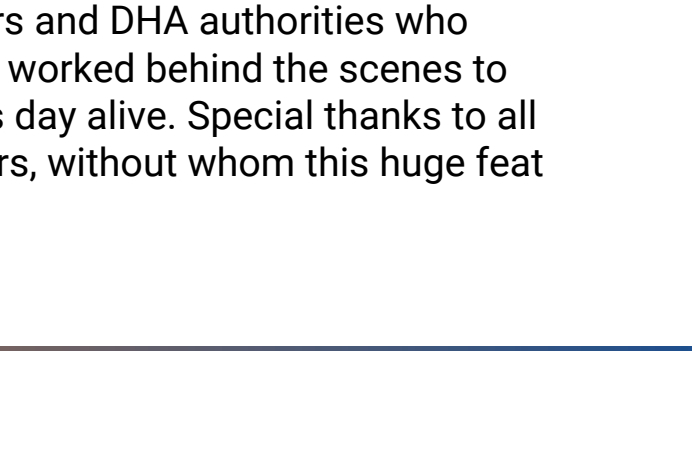 rs and DHA authorities who
worked behind the scenes to
s day alive. Special thanks to all
rs, without whom this huge feat